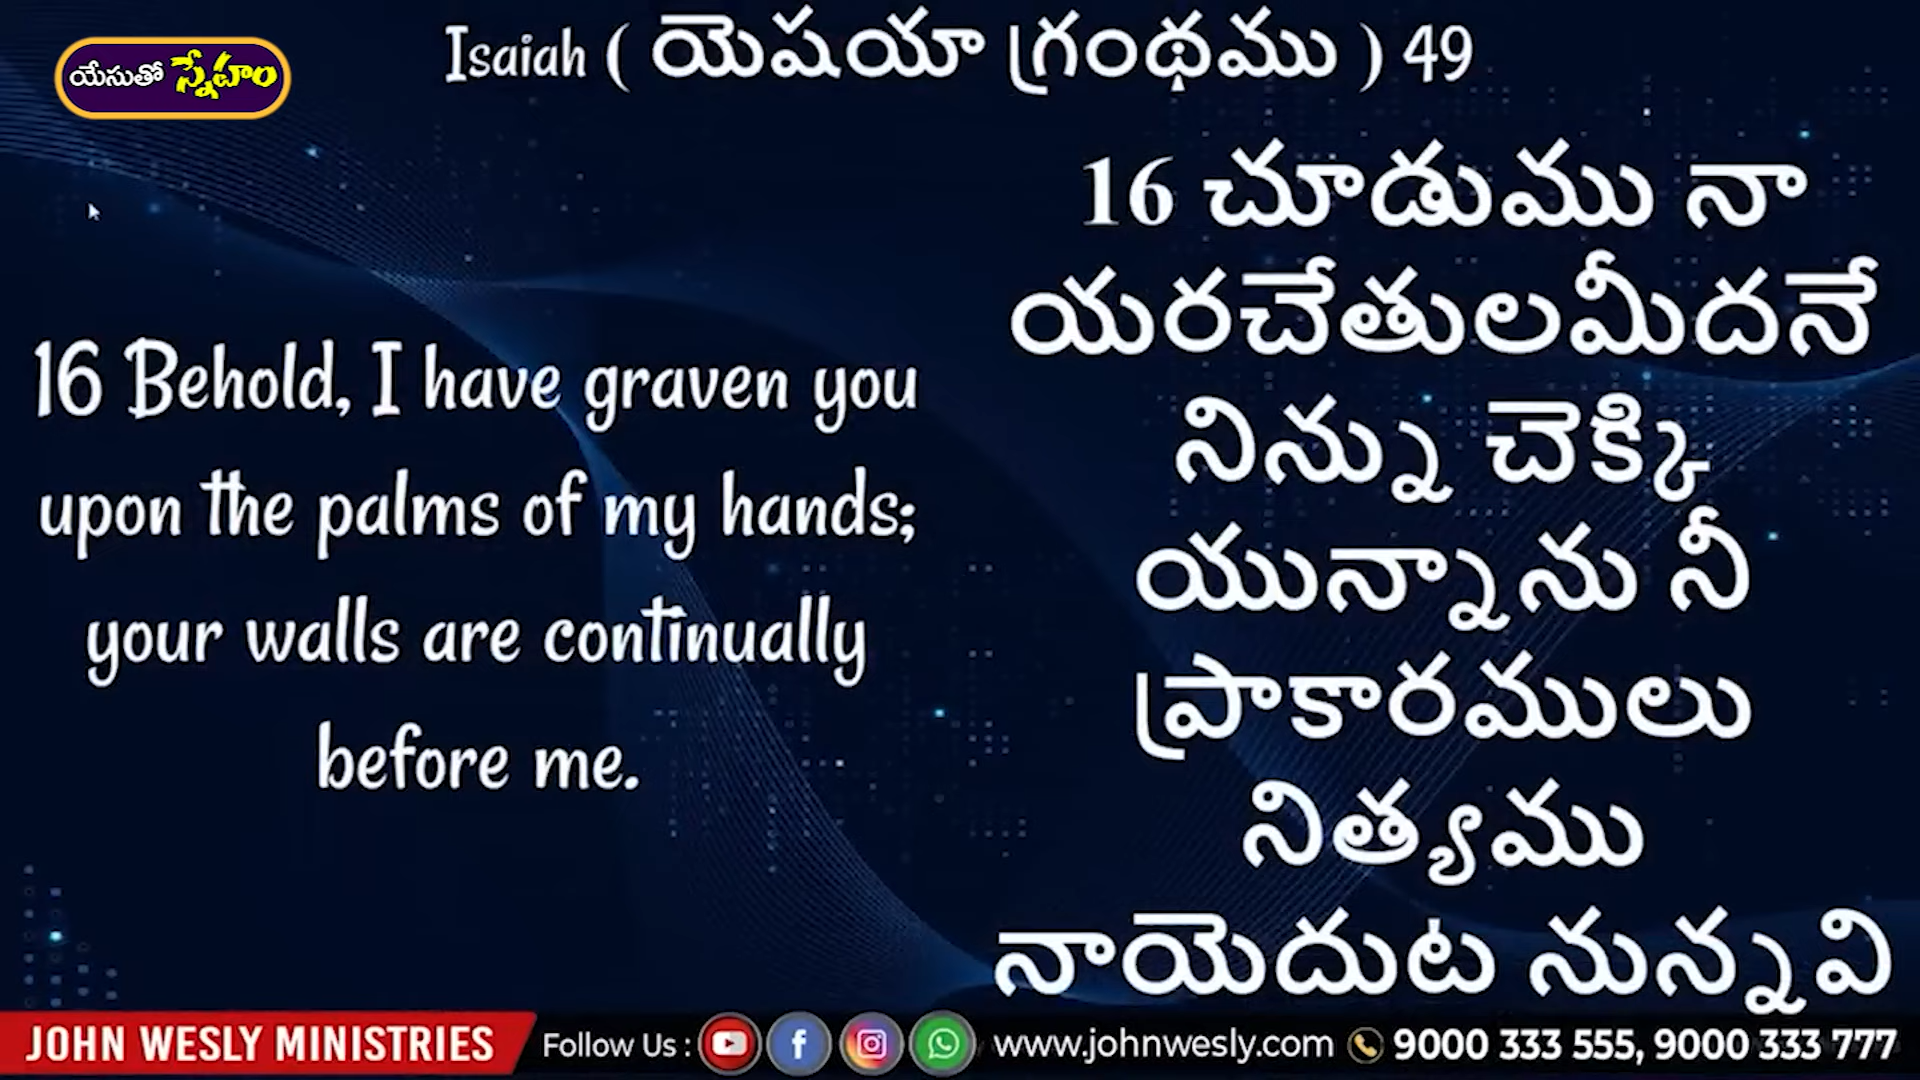 యేసుతో స్నేహం
Isaiah ( యెషయా గ్రంథము ) 49
16 Behold, I have graven you
upon the palms of my hands;
your walls are continually
before me.
16 చూడుము నా
యరచేతులమీదనే
నిన్ను చెక్కి
యున్నాను నీ
ప్రాకారములు
నిత్యము
నాయెదుట నున్నవి
JOHN WESLY MINISTRIES Follow Us : www.johnwesly.com 9000 333 555, 9000 333 777